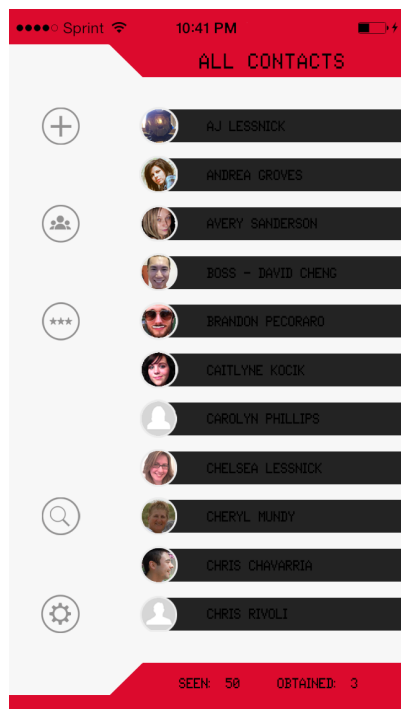 Sprint 10:41 PM
ALL CONTACTS
AJ LESSNICK
ANDREA GROVES
AVERY SANDERSON
BOSS - DAVID CHENG
BRANDON PECORARO
CAITLYNE KOCIK
CAROLYN PHILLIPS
CHELSEA LESSNICK
CHERYL MUNDY
CHRIS CHAVARRIA
CHRIS RIVOLI
SEEN: 50 OBTAINED: 3